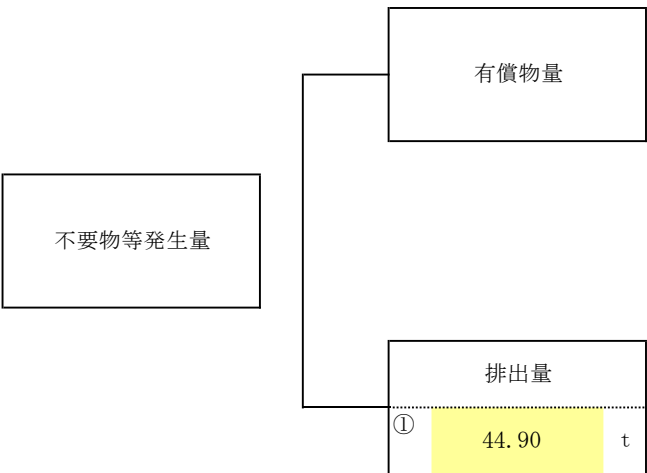 有償物量
不要物等発生量
排出量
①
44.90 t